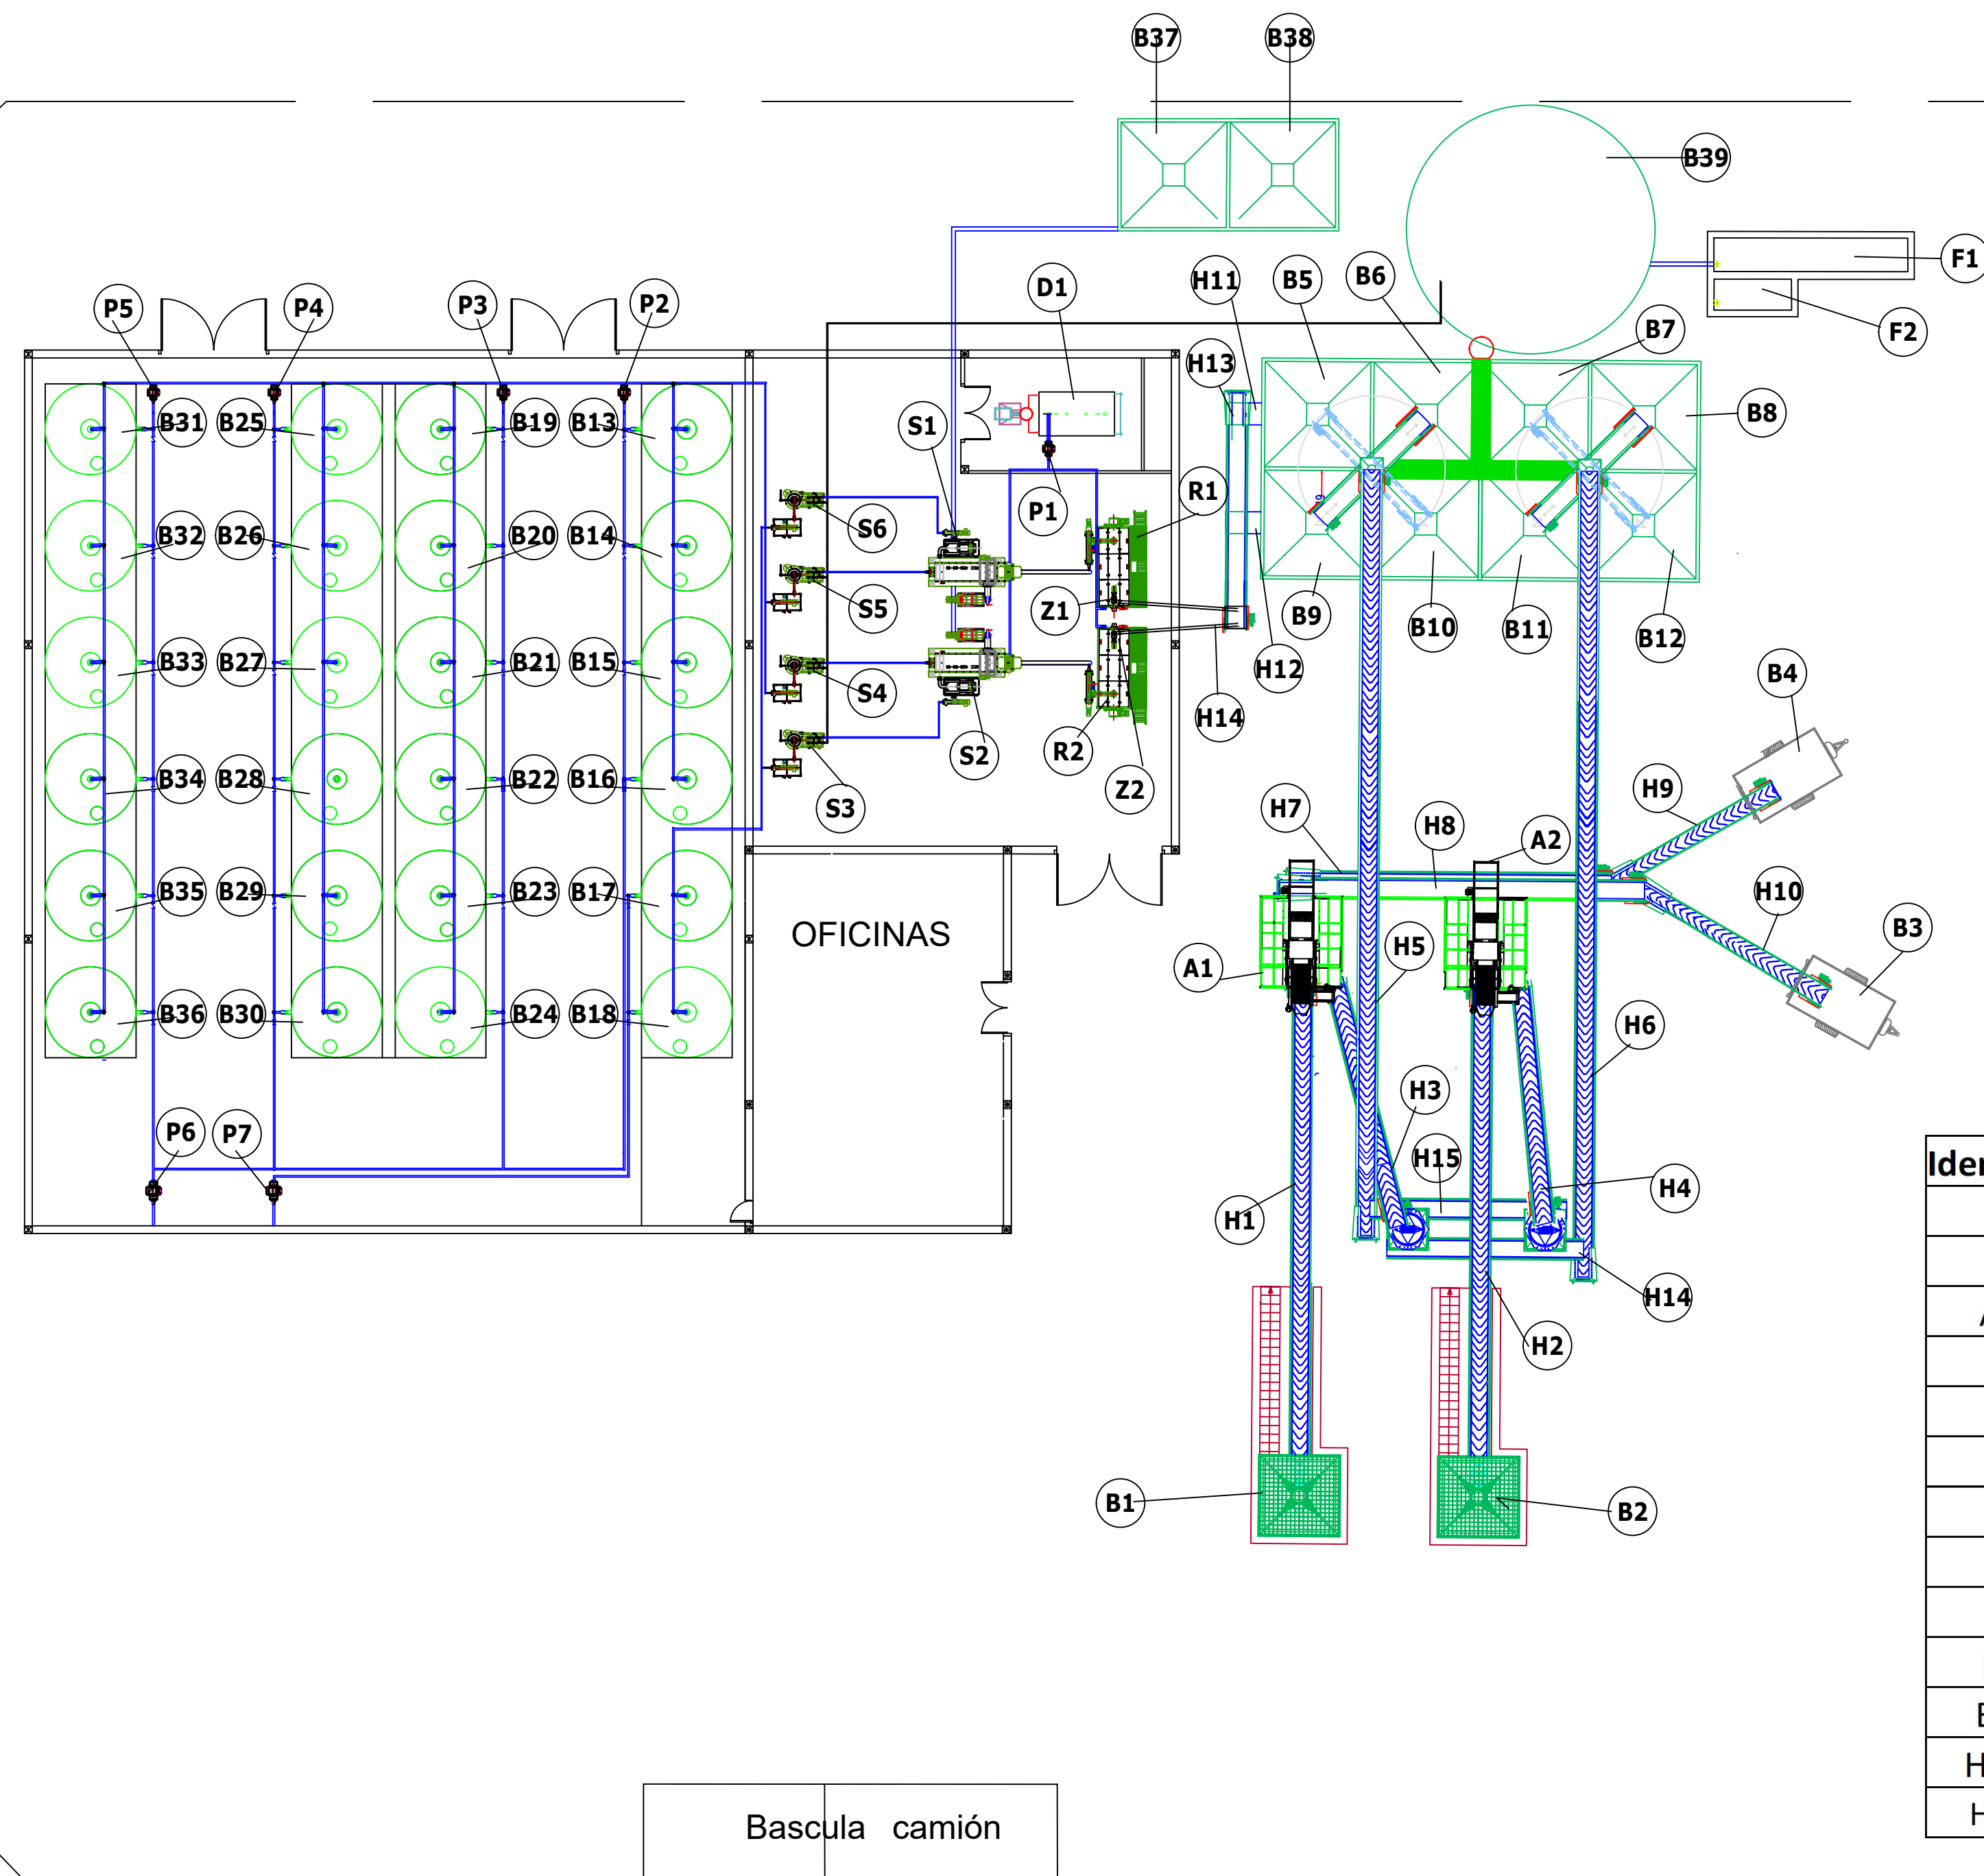 B37 B38
B39
F1
F2
P5 P4 P3 P2 D1 H11 B5 B6 B7
H13
B8
S1
B31 B25 B19 B13
R1
P1
B32 B26 B20 B14 S6
S5 Z1 B9 B10 B11 B12
B33 B27 B21 B15 S4 H12
B4
H14
S2 R2
B34 B28 B22 B16 Z2 H9
S3 H7 H8 A2
B35 B29 B23 B17 H10
OFICINAS
A1 H5 B3
B36 B30 B24 B18 H6
H3
P6 P7 H15
H4
H1
H14
H2
B1 B2
Bascula camión